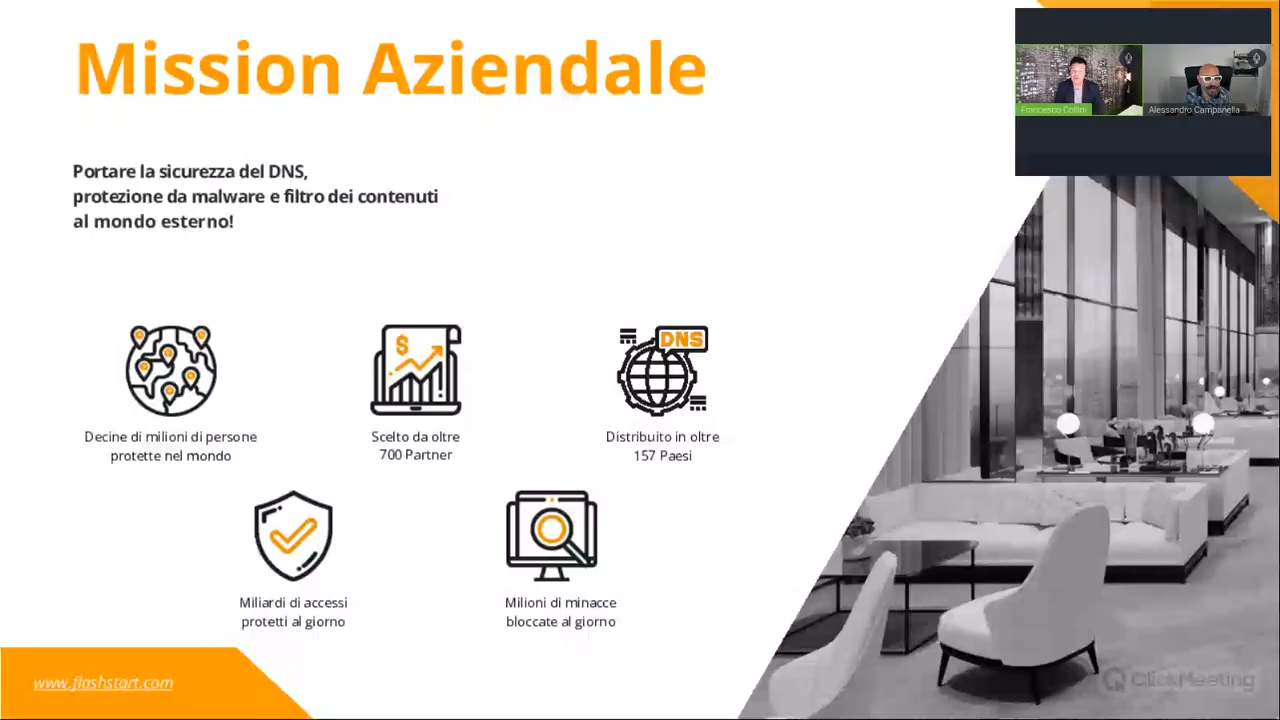 Mission Aziendale
Francesco Collini
Alessandro Campanella
Portare la sicurezza del DNS,
protezione da malware e filtro dei contenuti
al mondo esterno!
$
DNS
Decine di milioni di persone
protette nel mondo
Scelto da oltre
700 Partner
Distribuito in oltre
157 Paesi
Miliardi di accessi
protetti al giorno
Milioni di minacce
bloccate al giorno
www.flashstart.com
ClickMeeting